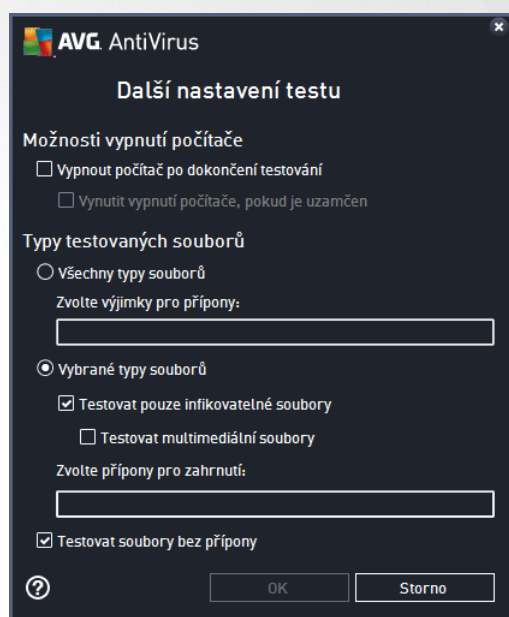 AVG. AntiVirus
Další nastavení testu
Možnosti vypnutí počítače
Vypnout počítač po dokončení testování
Vynutit vypnutí počítače, pokud je uzamčen
Typy testovaných souborů
Všechny typy souborů
Zvolte výjimky pro přípony:
Vybrané typy souborů
Testovat pouze infikovatelné soubory
Testovat multimediální soubory
Zvolte přípony pro zahrnutí:
Testovat soubory bez přípony
? OK Storno